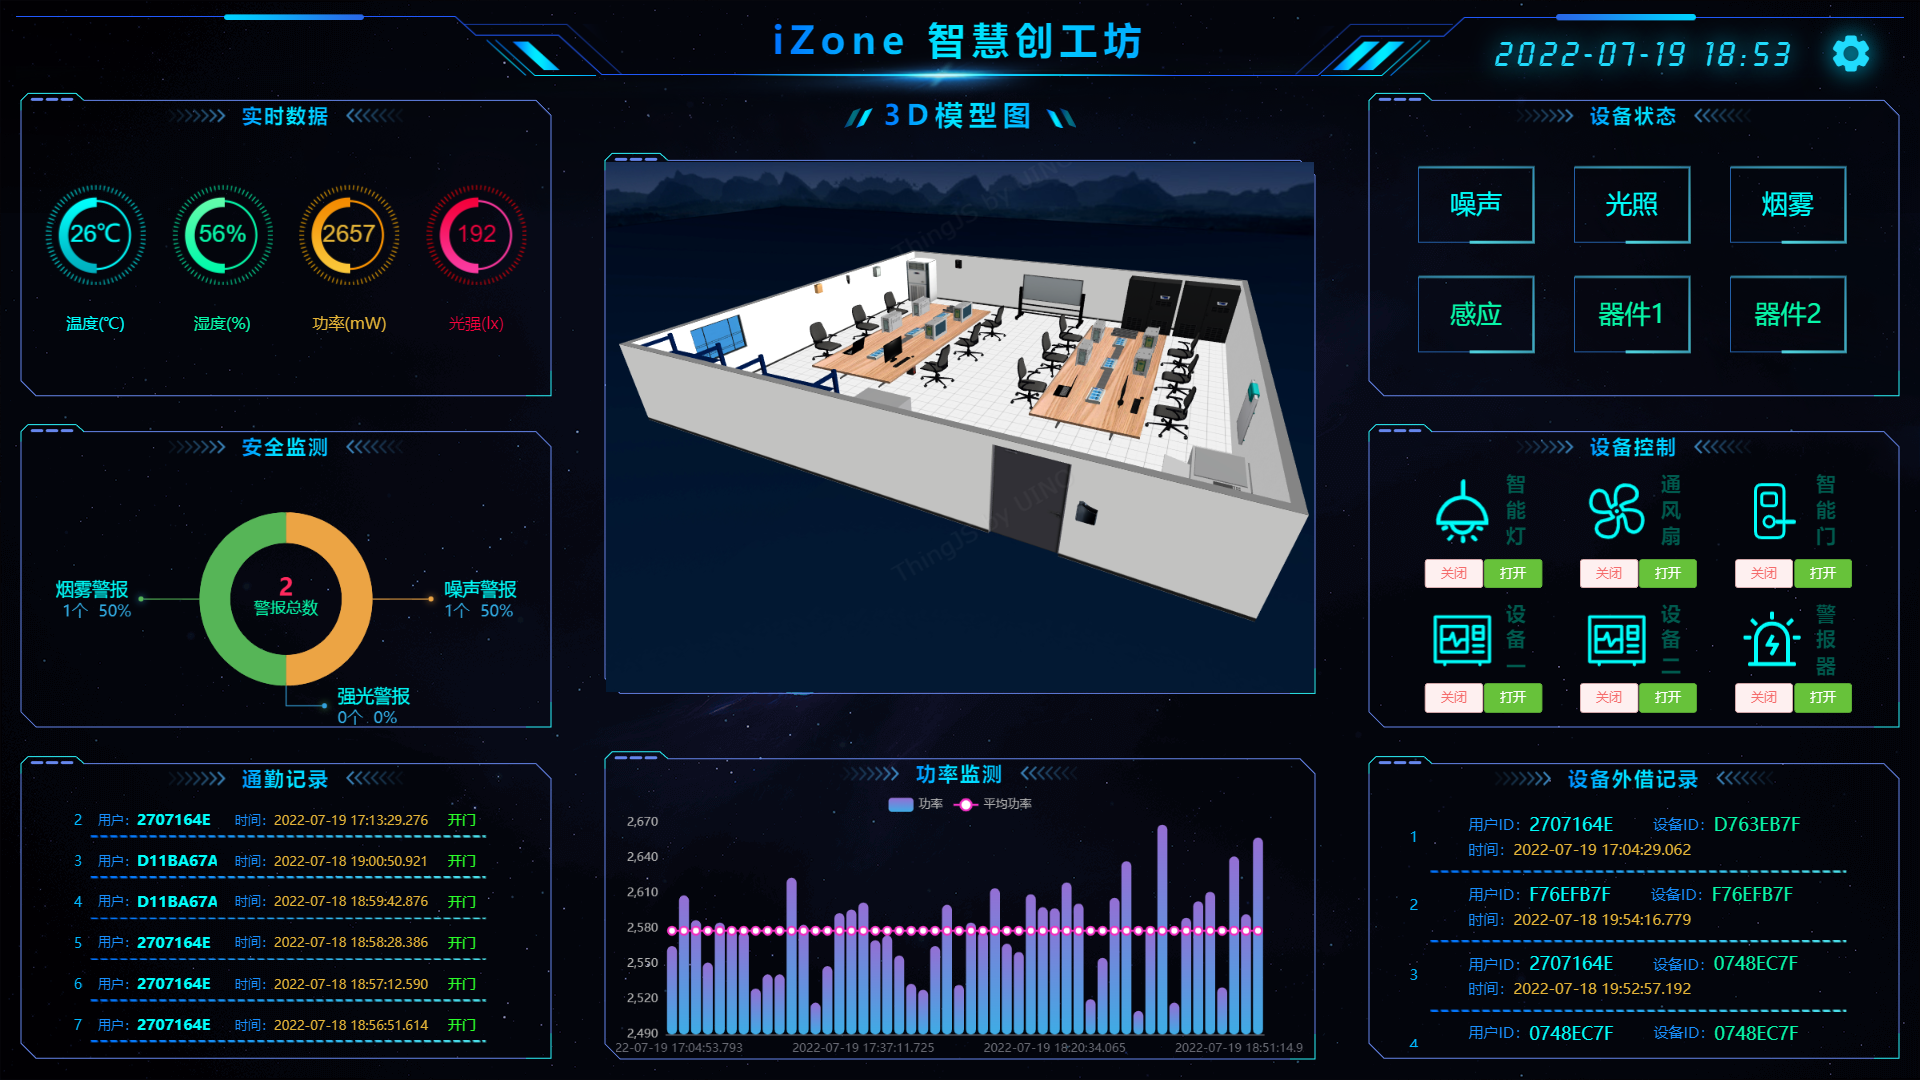 iZone 智慧创工坊
2022-07-19 18:53
实时数据
26℃
56%
2657
192
温度(℃)
湿度(%)
功率(mW)
光强(lx)
安全监测
2
警报总数
烟雾警报
1个 50%
噪声警报
1个 50%
强光警报
0个 0%
通勤记录
2 用户: 2707164E 时间: 2022-07-19 17:13:29.276 开门
3 用户: D11BA67A 时间: 2022-07-18 19:00:50.921 开门
4 用户: D11BA67A 时间: 2022-07-18 18:59:42.876 开门
5 用户: 2707164E 时间: 2022-07-18 18:58:28.386 开门
6 用户: 2707164E 时间: 2022-07-18 18:57:12.590 开门
7 用户: 2707164E 时间: 2022-07-18 18:56:51.614 开门
3D模型图
ThingJS by UINO
ThingJS by UINO
功率监测
功率 平均功率
2,670
2,640
2,610
2,580
2,550
2,520
2,490
22-07-19 17:04:53.793 2022-07-19 17:37:11.725 2022-07-19 18:20:34.065 2022-07-19 18:51:14.9
设备状态
噪声 光照 烟雾
感应 器件1 器件2
设备控制
智能灯 通风扇 智能门
关闭 打开 关闭 打开 关闭 打开
设备一 设备二 警报器
关闭 打开 关闭 打开 关闭 打开
设备外借记录
1 用户ID: 2707164E 设备ID: D763EB7F
时间: 2022-07-19 17:04:29.062
2 用户ID: F76EFB7F 设备ID: F76EFB7F
时间: 2022-07-18 19:54:16.779
3 用户ID: 2707164E 设备ID: 0748EC7F
时间: 2022-07-18 19:52:57.192
4 用户ID: 0748EC7F 设备ID: 0748EC7F